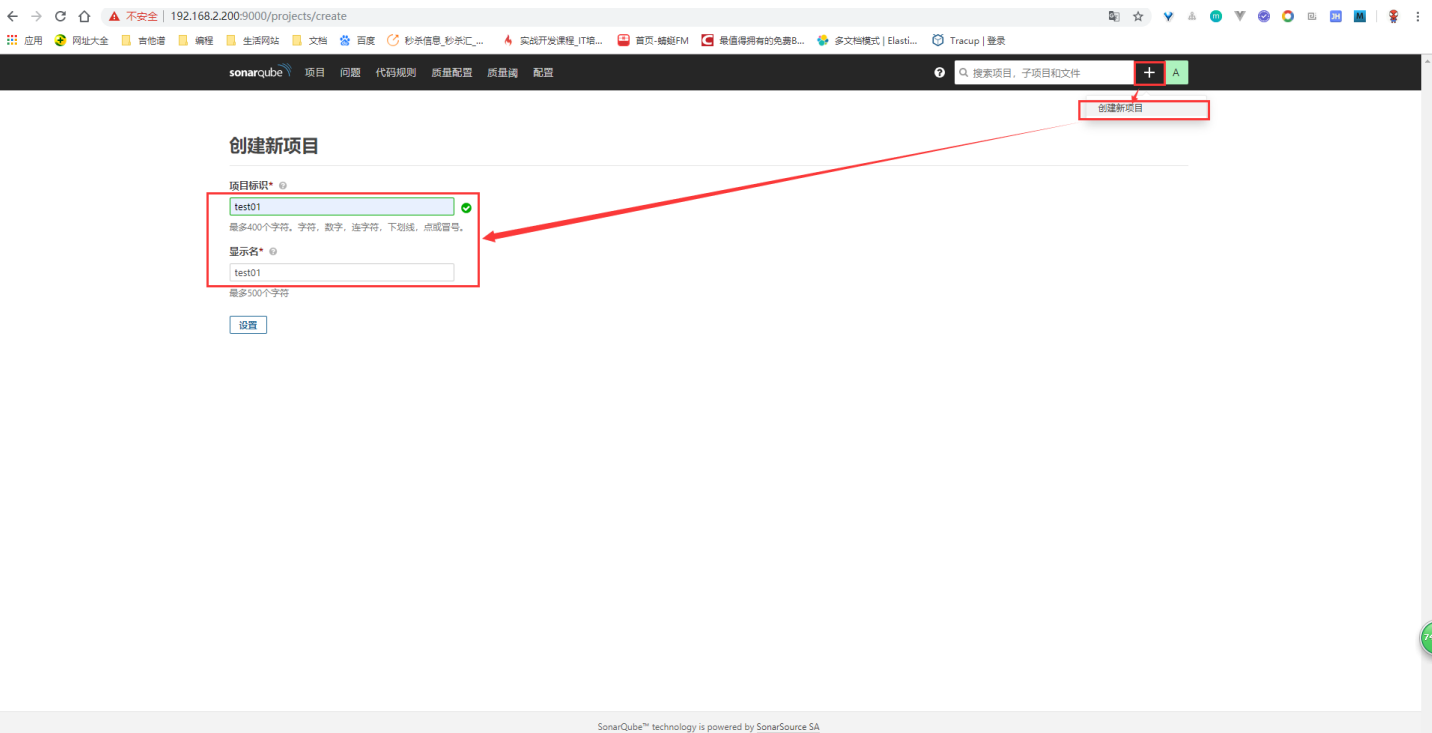 不安全 192.168.2.200:9000/projects/create
应用 网址大全 吉他谱 编程 生活网站 文档 百度 秒杀信息_秒杀汇_... 实战开发课程_IT培... 首页-蜻蜓FM 最值得拥有的免费B... 多文档模式 | Elasti... Tracup | 登录
sonarqube 项目 问题 代码规则 质量配置 质量阈 配置 搜索项目，子项目和文件 A
创建新项目
创建新项目
项目标识*
test01
最多400个字符。字符，数字，连字符，下划线，点或冒号。
显示名*
test01
最多500个字符
设置
74
SonarQube™ technology is powered by SonarSource SA